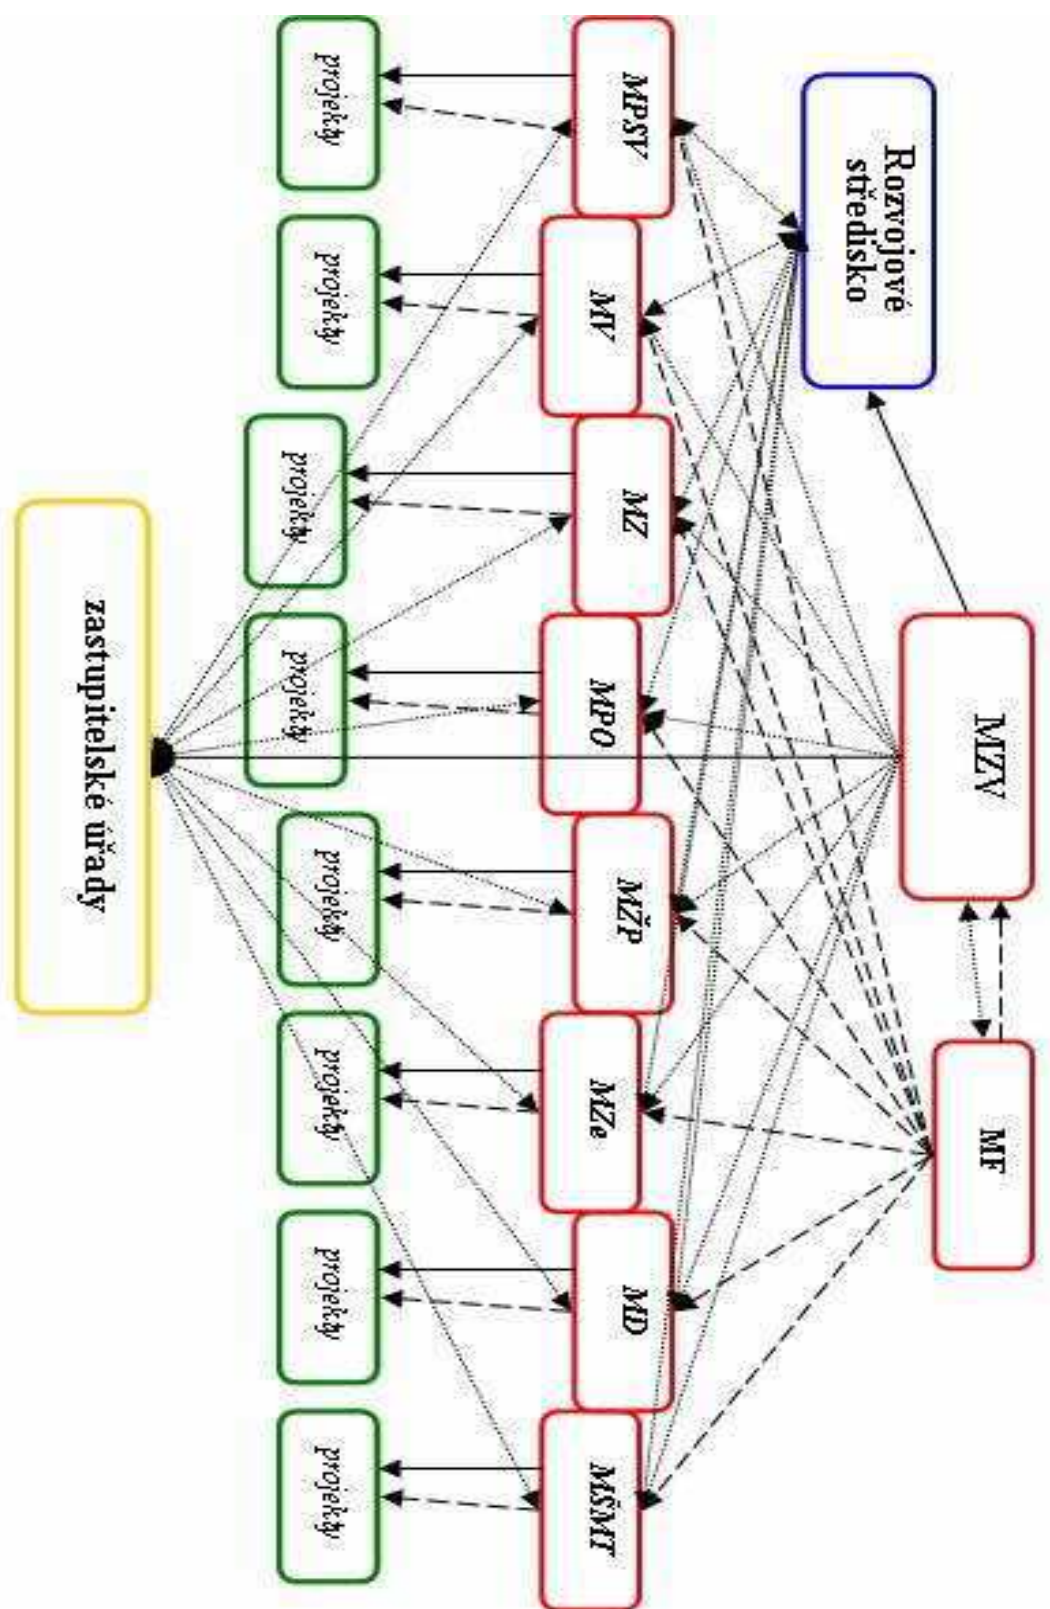 Rozvojové
středisko
MZV
MF
MPSV
MV
MZ
MPO
MŽP
MZe
MD
MŠMT
projekty
projekty
projekty
projekty
projekty
projekty
projekty
projekty
zastupitelské úřady